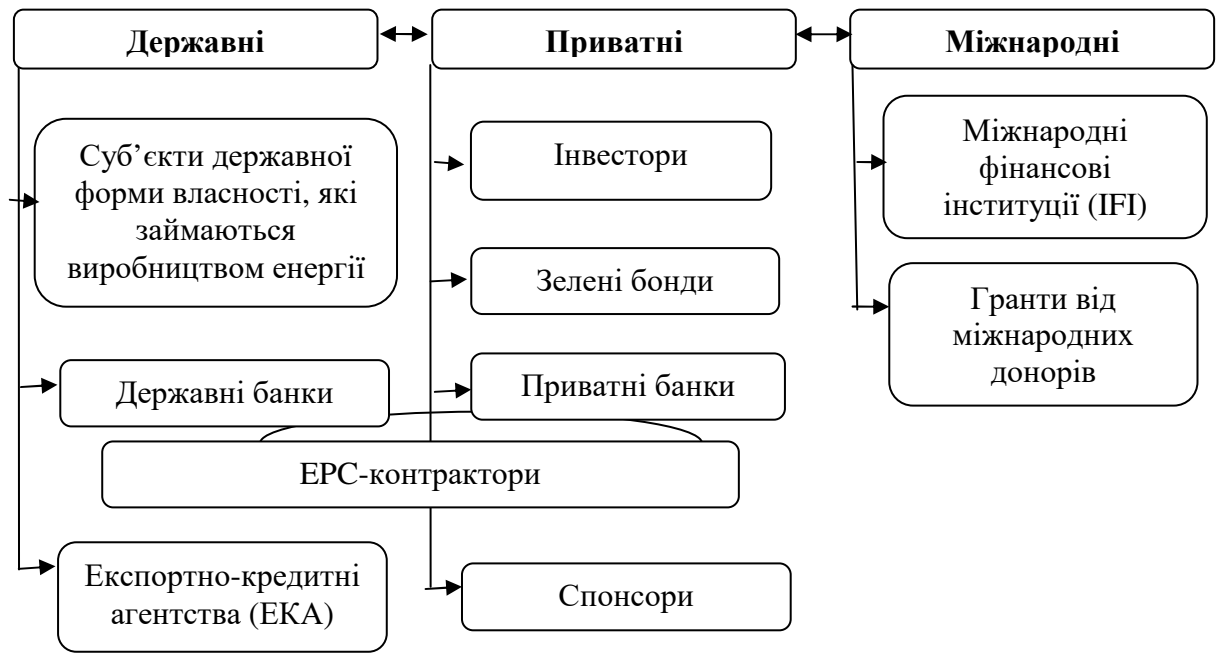 Державні
Приватні
Міжнародні
Суб’єкти державної
форми власності, які
займаються
виробництвом енергії
Державні банки
Експортно-кредитні
агентства (ЕКА)
Інвестори
Зелені бонди
Приватні банки
ЕРС-контрактори
Спонсори
Міжнародні
фінансові
інституції (IFI)
Гранти від
міжнародних
донорів